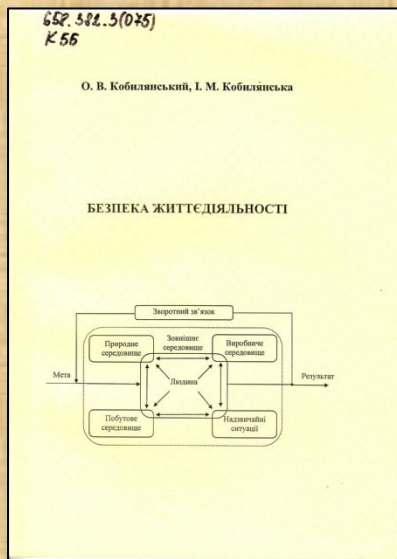 658.382.3(075)
К 55
О. В. Кобилянський, І. М. Кобилянська
БЕЗПЕКА ЖИТТЄДІЯЛЬНОСТІ
Зворотний зв'язок
Природне
середовище
Зовнішнє
середовище
Виробниче
середовище
Мета
Людина
Результат
Побутове
середовище
Надзвичайні
ситуації